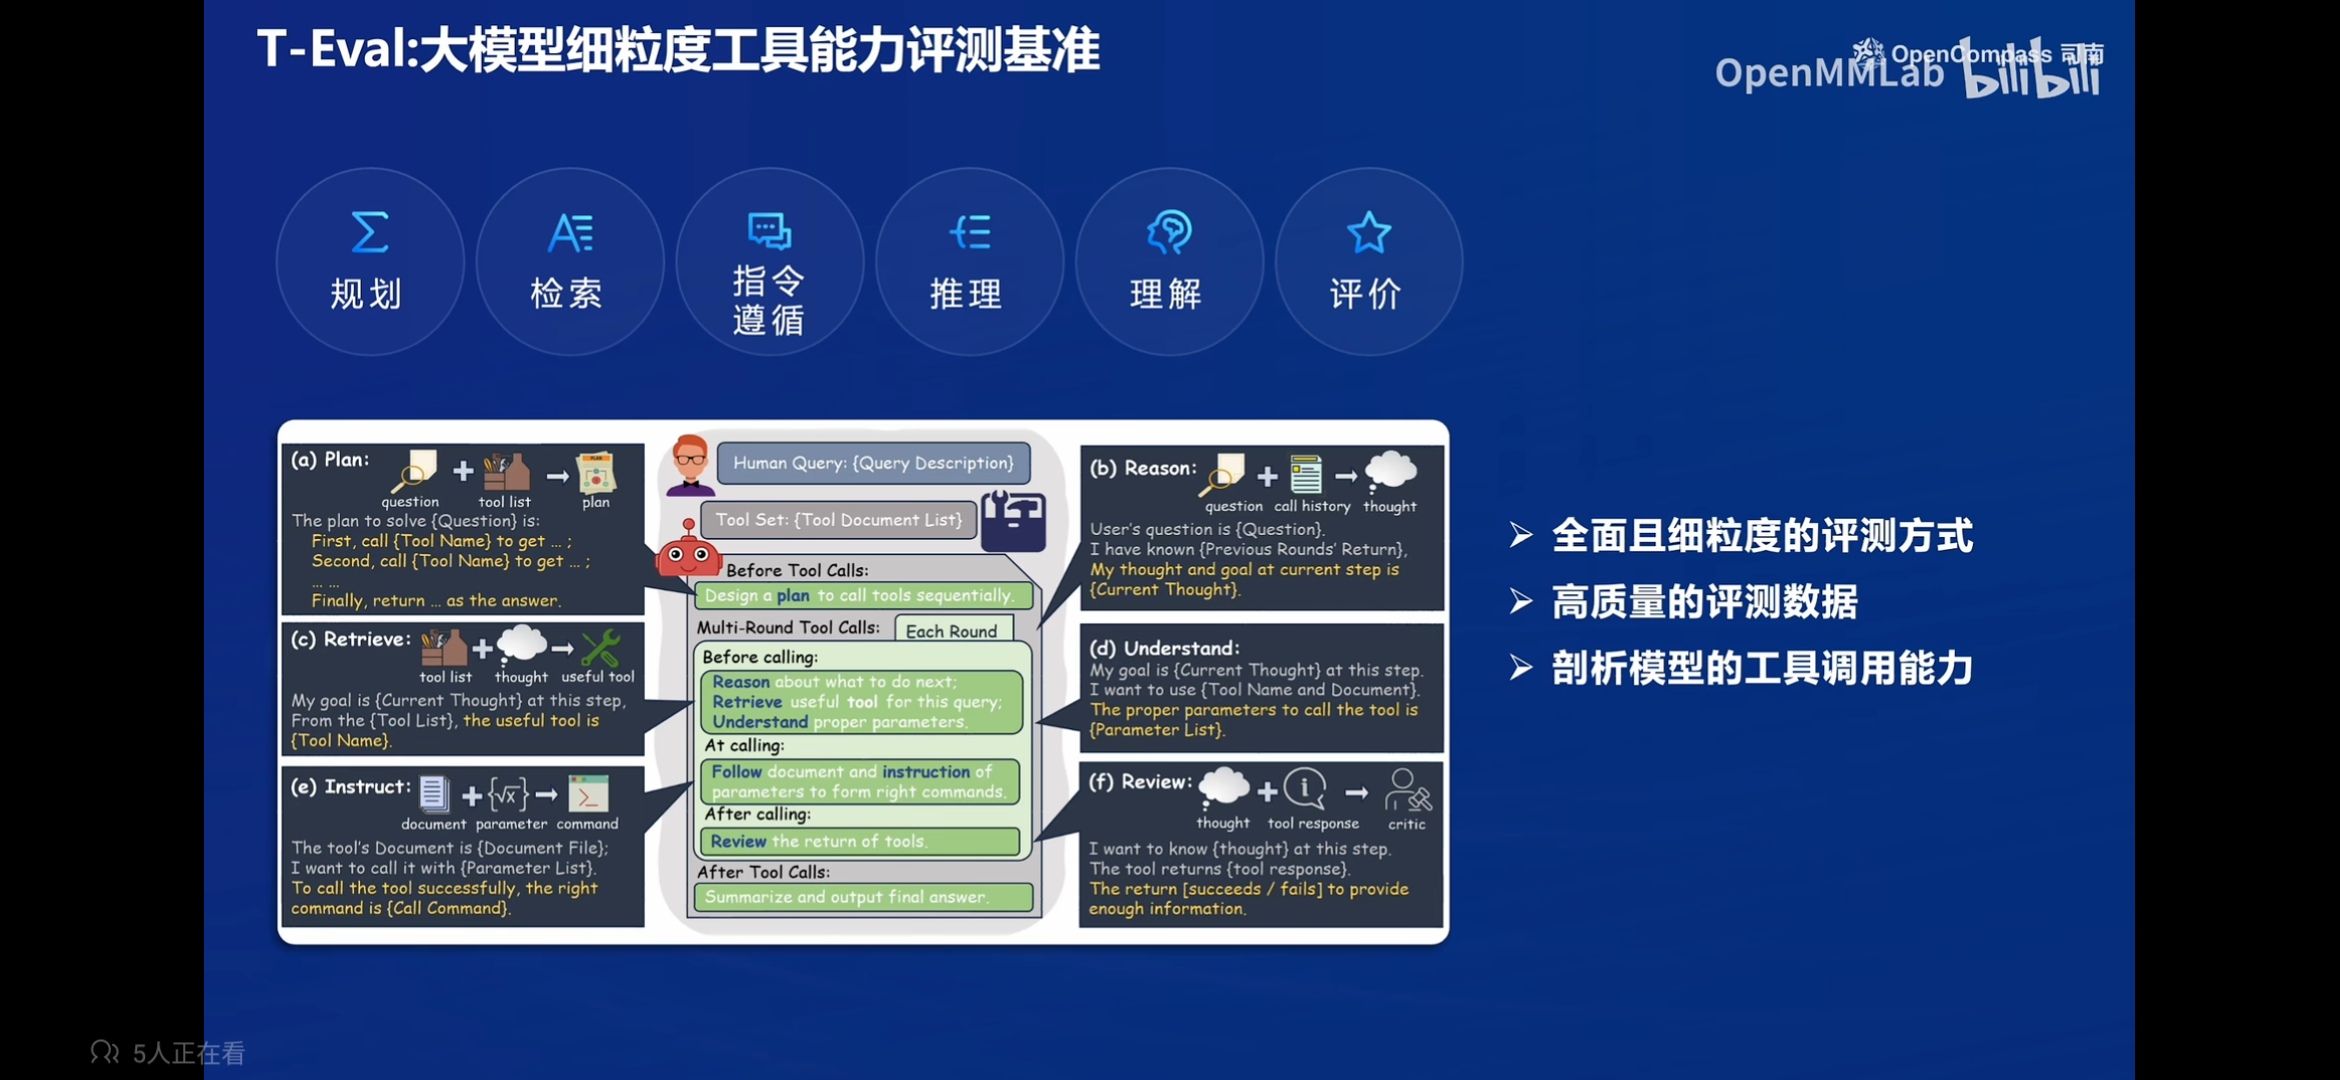 T-Eval:大模型细粒度工具能力评测基准
OpenCompass 司南
OpenMMLab bilibili
规划
检索
指令
遵循
推理
理解
评价
(a) Plan:
question
tool list
plan
The plan to solve {Question} is:
First, call {Tool Name} to get ... ;
Second, call {Tool Name} to get ... ;
... ...
Finally, return ... as the answer.
(c) Retrieve:
tool list
thought
useful tool
My goal is {Current Thought} at this step,
From the {Tool List}, the useful tool is
{Tool Name}.
(e) Instruct:
{√x}
document
parameter
command
The tool's Document is {Document File};
I want to call it with {Parameter List}.
To call the tool successfully, the right
command is {Call Command}.
Human Query: {Query Description}
Tool Set: {Tool Document List}
Before Tool Calls:
Design a plan to call tools sequentially.
Multi-Round Tool Calls:
Each Round
Before calling:
Reason about what to do next;
Retrieve useful tool for this query;
Understand proper parameters.
At calling:
Follow document and instruction of
parameters to form right commands.
After calling:
Review the return of tools.
After Tool Calls:
Summarize and output final answer.
(b) Reason:
question
call history
thought
User's question is {Question}.
I have known {Previous Rounds' Return},
My thought and goal at current step is
{Current Thought}.
(d) Understand:
My goal is {Current Thought} at this step.
I want to use {Tool Name and Document}.
The proper parameters to call the tool is
{Parameter List}.
(f) Review:
thought
tool response
critic
I want to know {thought} at this step.
The tool returns {tool response}.
The return [succeeds / fails] to provide
enough information.
全面且细粒度的评测方式
高质量的评测数据
剖析模型的工具调用能力
5人正在看